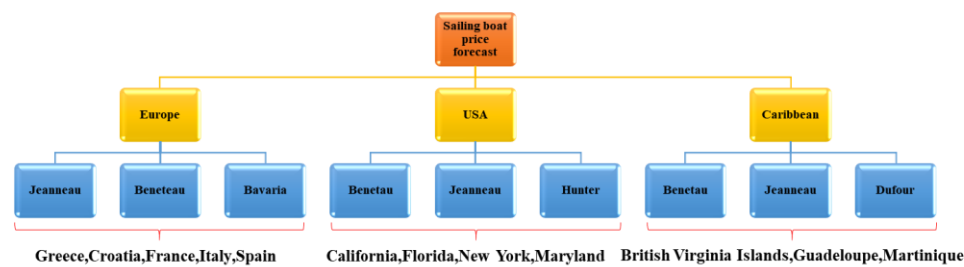 Sailing boat
price
forecast
Europe
USA
Caribbean
Jeanneau
Beneteau
Bavaria
Benetau
Jeanneau
Hunter
Benetau
Jeanneau
Dufour
Greece,Croatia,France,Italy,Spain
California,Florida,New York,Maryland
British Virginia Islands,Guadeloupe,Martinique